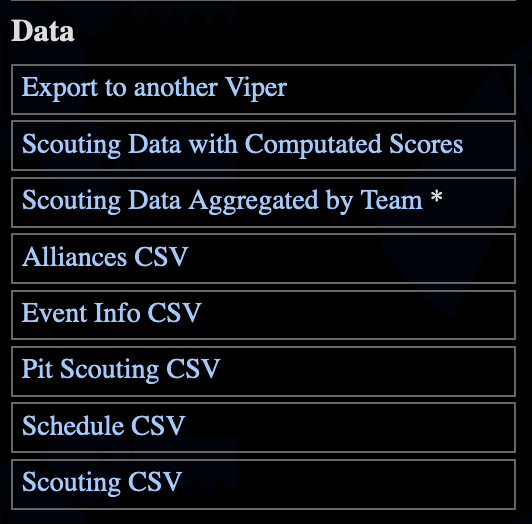 Data
Export to another Viper
Scouting Data with Computated Scores
Scouting Data Aggregated by Team *
Alliances CSV
Event Info CSV
Pit Scouting CSV
Schedule CSV
Scouting CSV